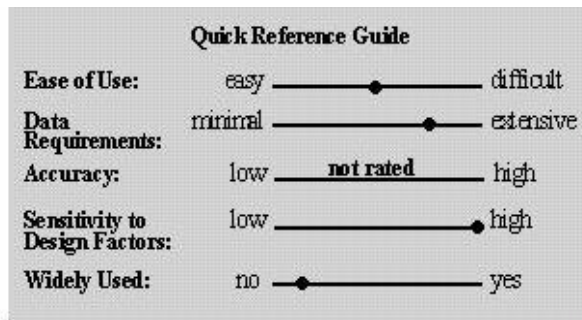 Quick Reference Guide
Ease of Use: easy difficult
Data Requirements: minimal extensive
Accuracy: low not rated high
Sensitivity to Design Factors: low high
Widely Used: no yes